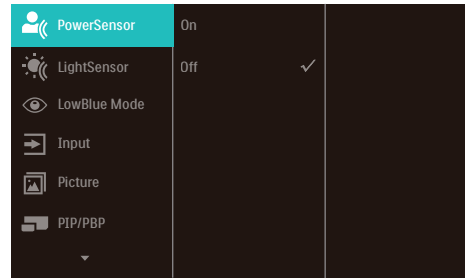 PowerSensor
On
LightSensor
Off
LowBlue Mode
Input
Picture
PIP/PBP